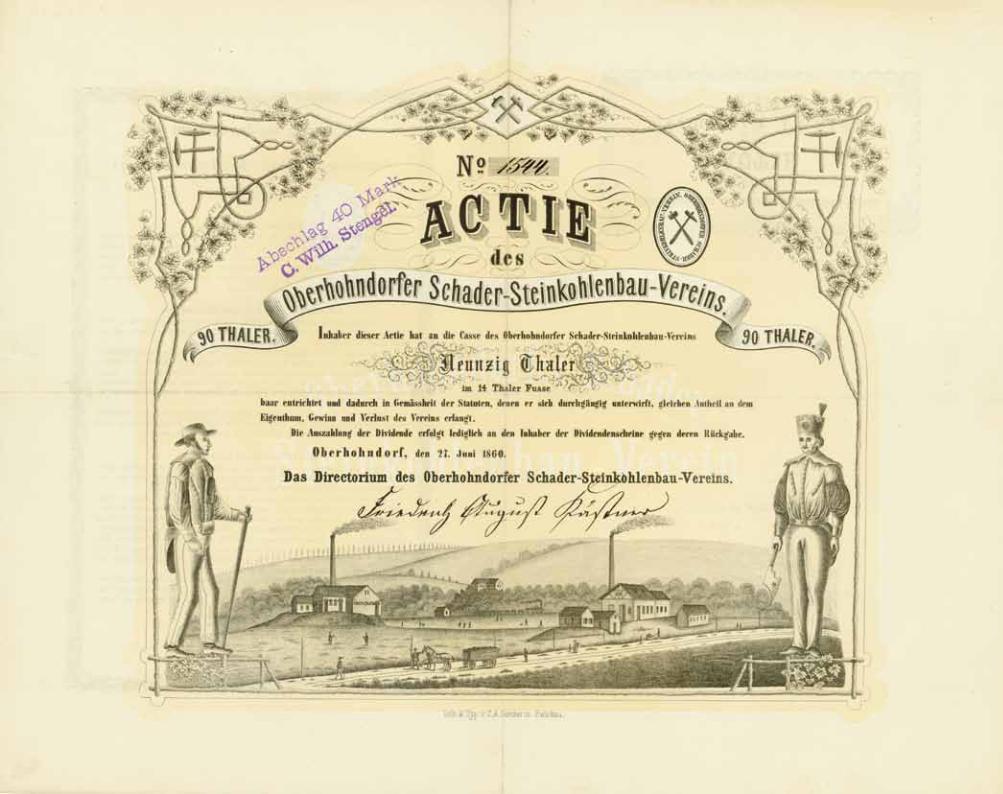 No 1544.
Abschlag 40 Mark
C. Wilh. Stengel.
ACTIE
des
Oberhohndorfer Schader-Steinkohlenbau-Vereins.
90 THALER.
90 THALER.
Inhaber dieser Actie hat an die Casse des Oberhohndorfer Schader-Steinkohlenbau-Vereins
Neunzig Thaler
im 14 Thaler Fusse
baar entrichtet und dadurch in Gemässheit der Statuten, denen er sich durchgängig unterwirft, gleichen Antheil an dem
Eigenthum, Gewinn und Verlust des Vereins erlangt.
Die Auszahlung der Dividende erfolgt lediglich an den Inhaber der Dividendenscheine gegen deren Rückgabe.
Oberhohndorf, den 27. Juni 1860.
Das Directorium des Oberhohndorfer Schader-Steinkohlenbau-Vereins.
Friedrich August Kästner